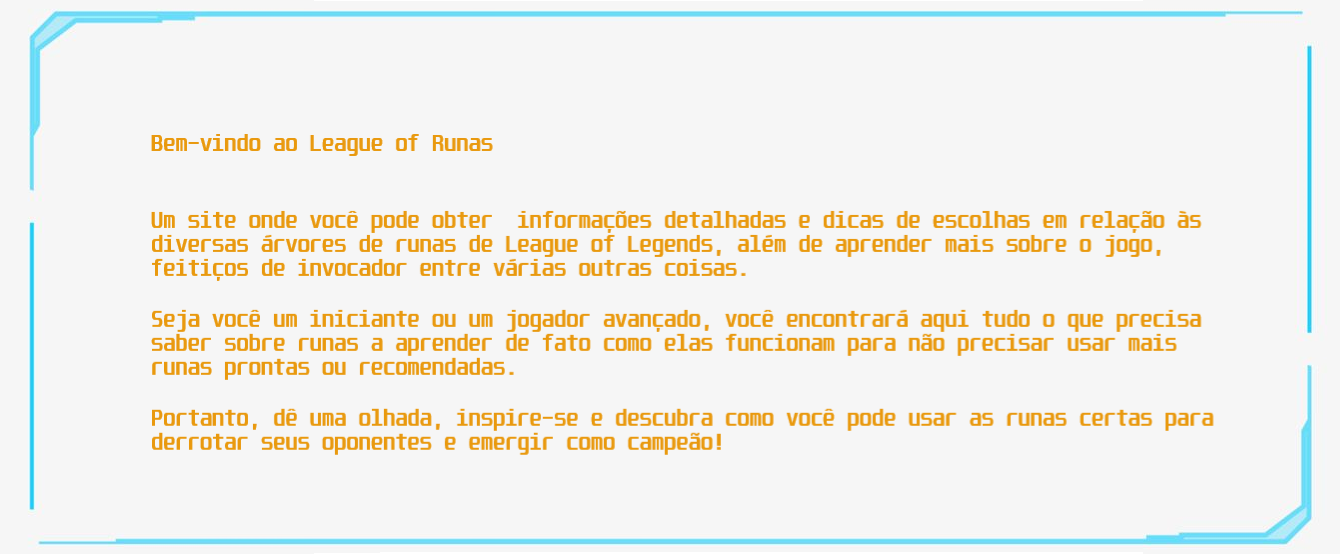 Bem-vindo ao League of Runas
Um site onde você pode obter  informações detalhadas e dicas de escolhas em relação às
diversas árvores de runas de League of Legends, além de aprender mais sobre o jogo,
feitiços de invocador entre várias outras coisas.
Seja você um iniciante ou um jogador avançado, você encontrará aqui tudo o que precisa
saber sobre runas a aprender de fato como elas funcionam para não precisar usar mais
runas prontas ou recomendadas.
Portanto, dê uma olhada, inspire-se e descubra como você pode usar as runas certas para
derrotar seus oponentes e emergir como campeão!